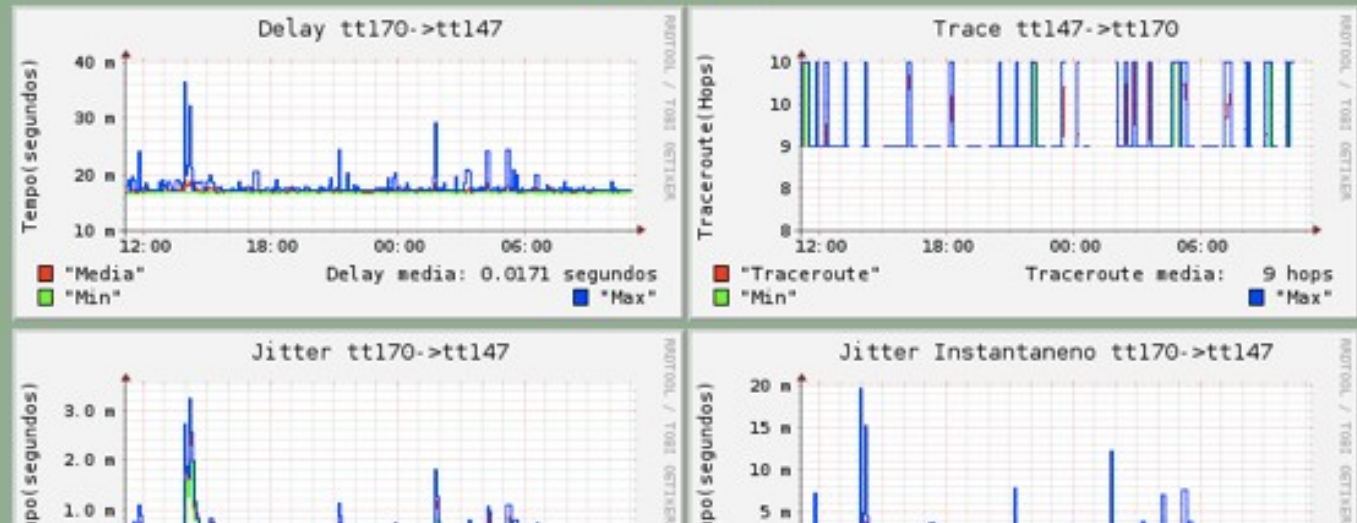 Delay tt170->tt147
RRDTOOL / TOBI OETIKER
Tempo(segundos)
40 m
30 m
20 m
10 m
12:00 18:00 00:00 06:00
"Media" Delay media: 0.0171 segundos
"Min" "Max"
Trace tt147->tt170
RRDTOOL / TOBI OETIKER
Traceroute(Hops)
10
10
9
8
8
12:00 18:00 00:00 06:00
"Traceroute" Traceroute media: 9 hops
"Min" "Max"
Jitter tt170->tt147
RRDTOOL / TOBI OETIKER
po(segundos)
3.0 m
2.0 m
1.0 m
Jitter Instantaneno tt170->tt147
RRDTOOL / TOBI OETIKER
po(segundos)
20 m
15 m
10 m
5 m